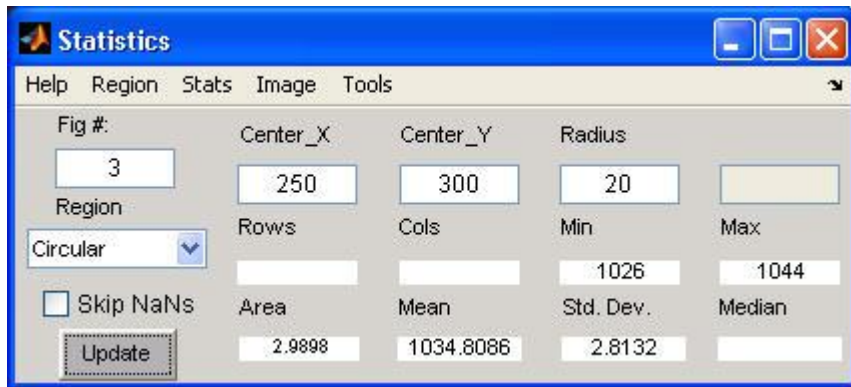 Statistics
Help Region Stats Image Tools
Fig #:
3
Region
Circular
Skip NaNs
Update
Center_X Center_Y Radius
250 300 20
Rows Cols Min Max
1026 1044
Area Mean Std. Dev. Median
2.9898 1034.8086 2.8132